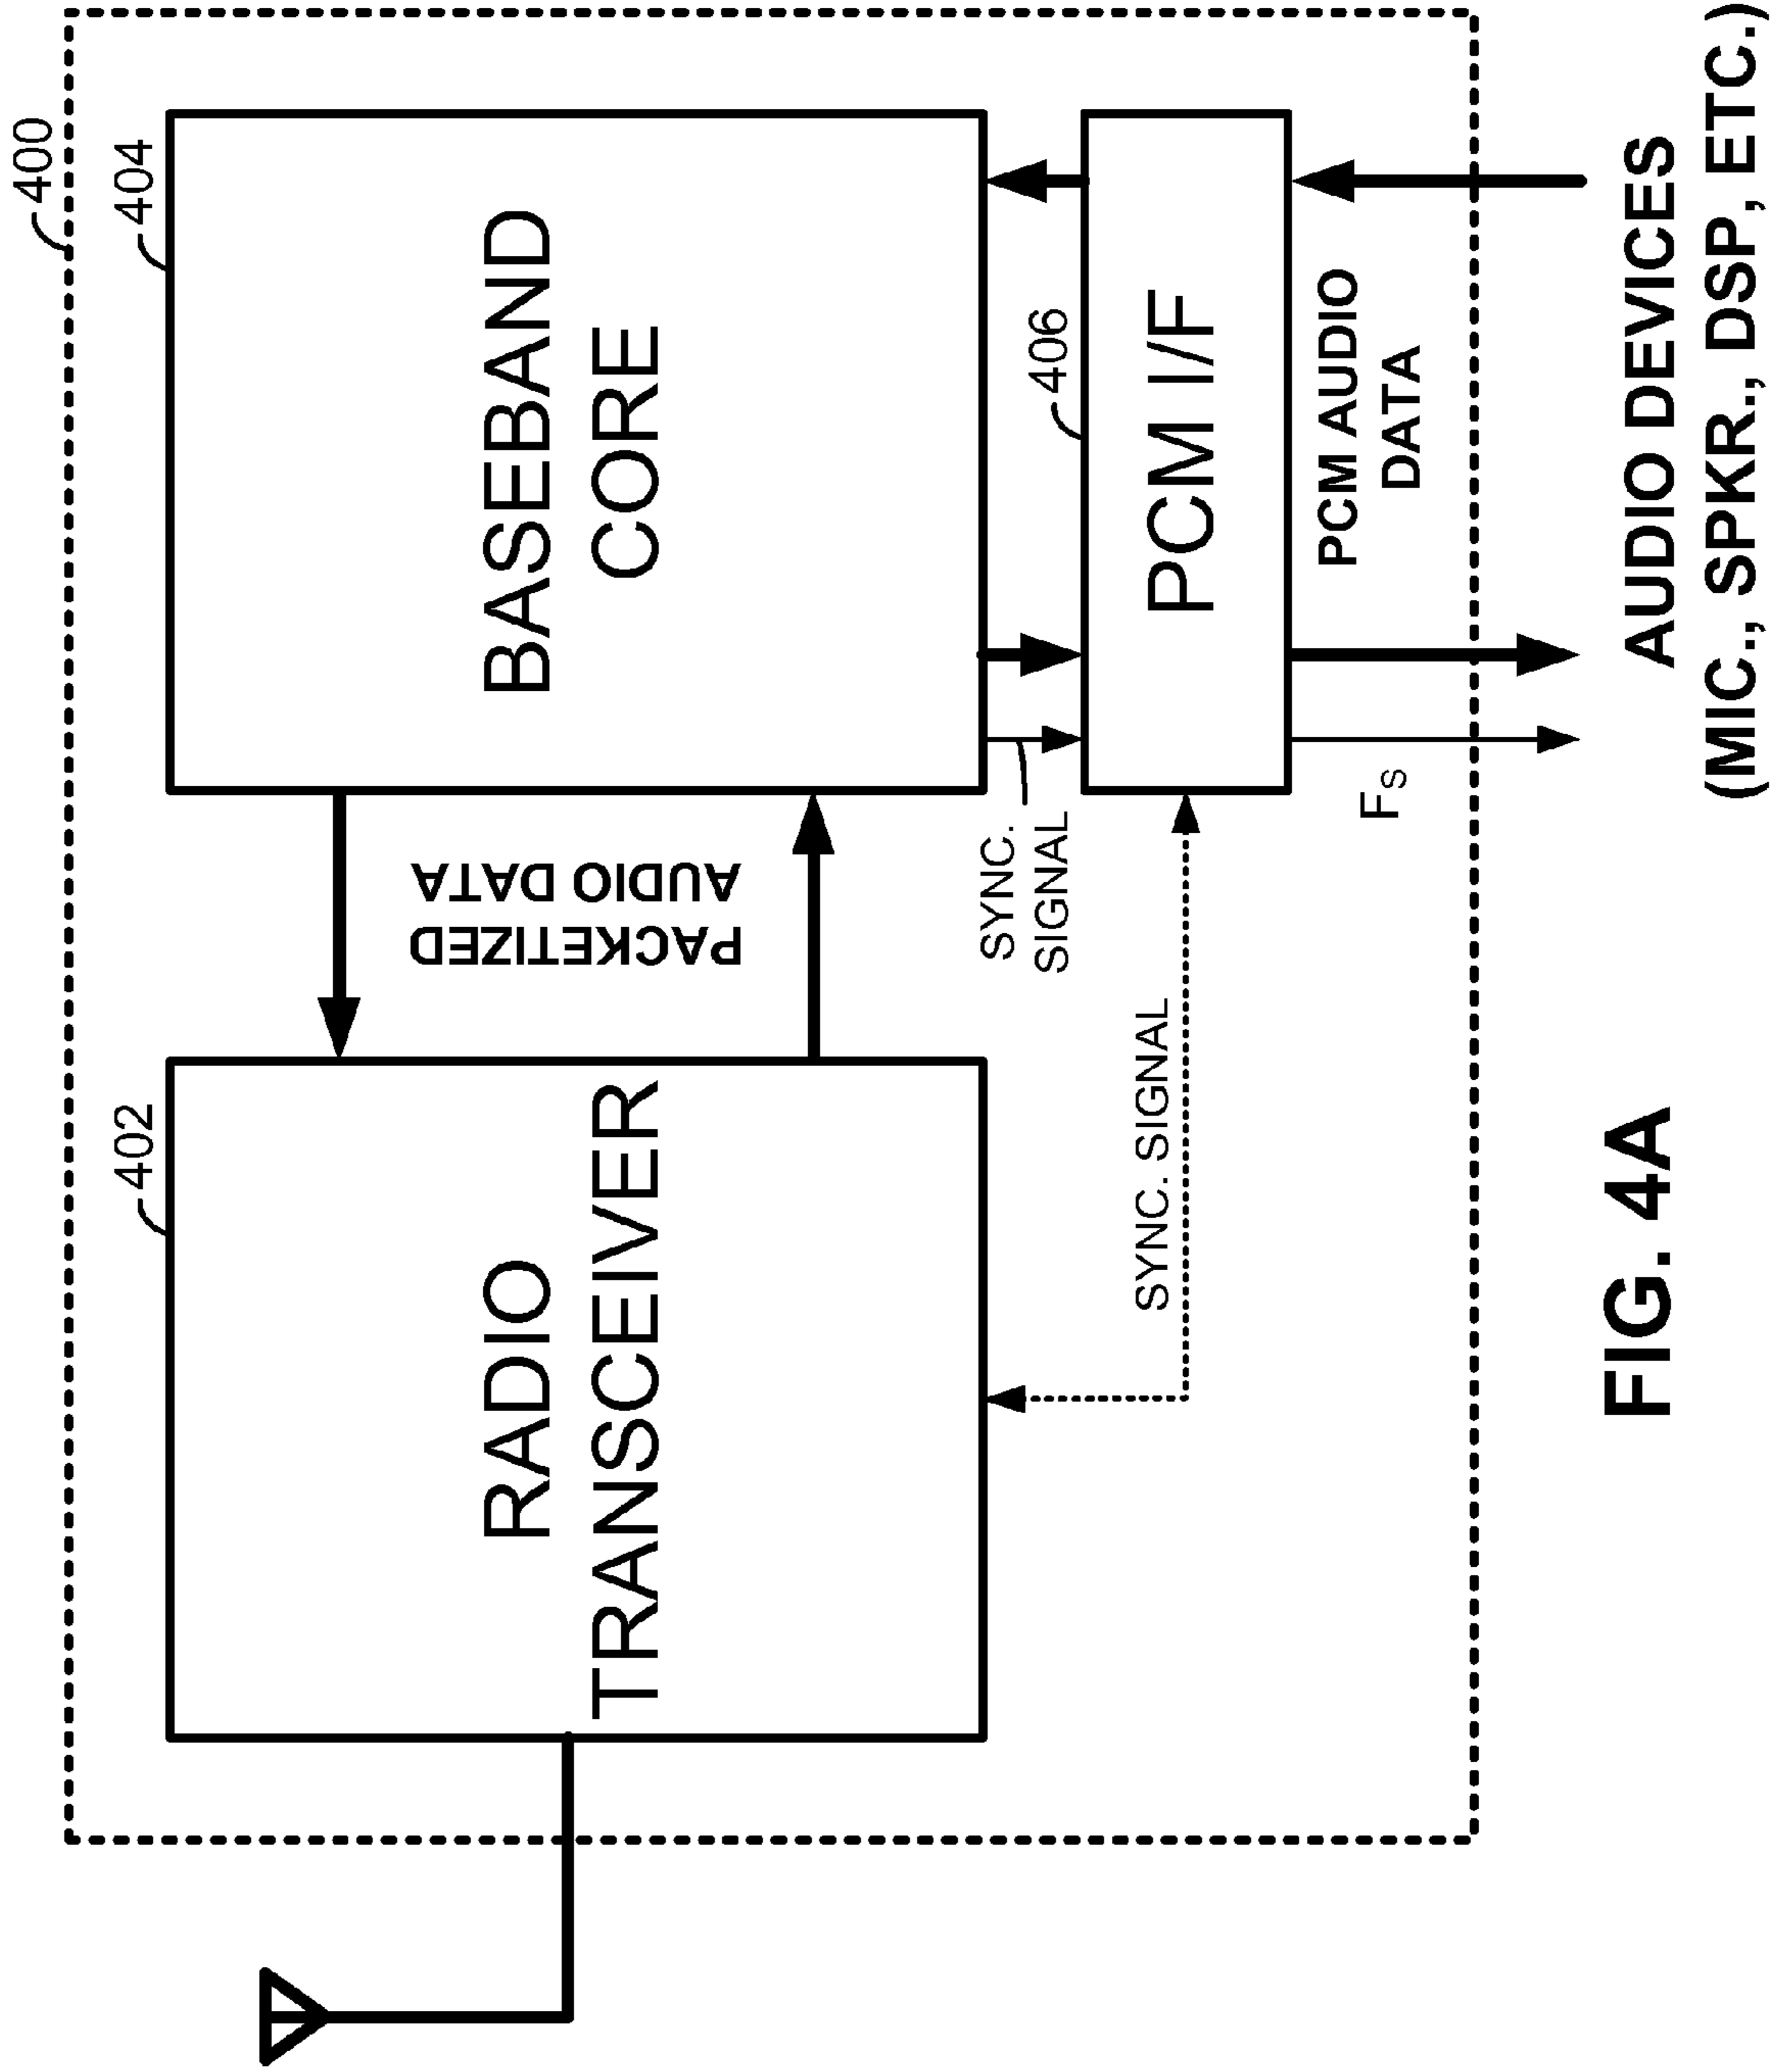 400
402
RADIO
TRANSCEIVER
PACKETIZED
AUDIO DATA
404
BASEBAND
CORE
SYNC.
SIGNAL
SYNC. SIGNAL
406
PCM I/F
FS
PCM AUDIO
DATA
AUDIO DEVICES
(MIC., SPKR., DSP, ETC.)
FIG. 4A